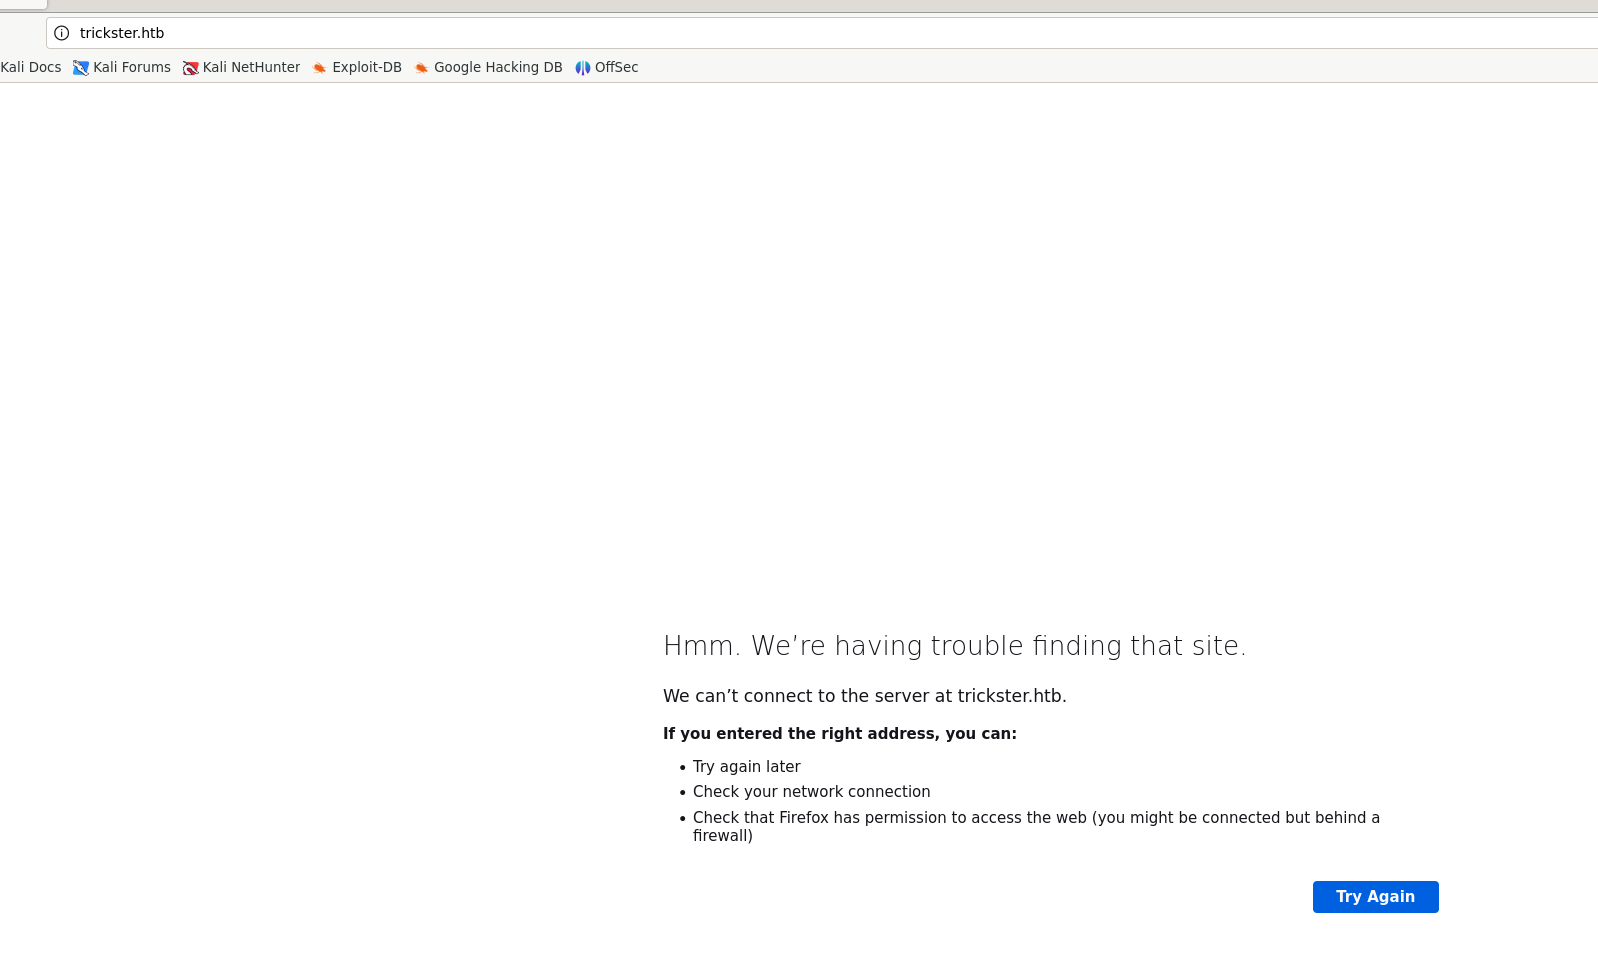 trickster.htb
Kali Docs Kali Forums Kali NetHunter Exploit-DB Google Hacking DB OffSec
Hmm. We’re having trouble finding that site.
We can’t connect to the server at trickster.htb.
If you entered the right address, you can:
• Try again later
• Check your network connection
• Check that Firefox has permission to access the web (you might be connected but behind a
firewall)
Try Again